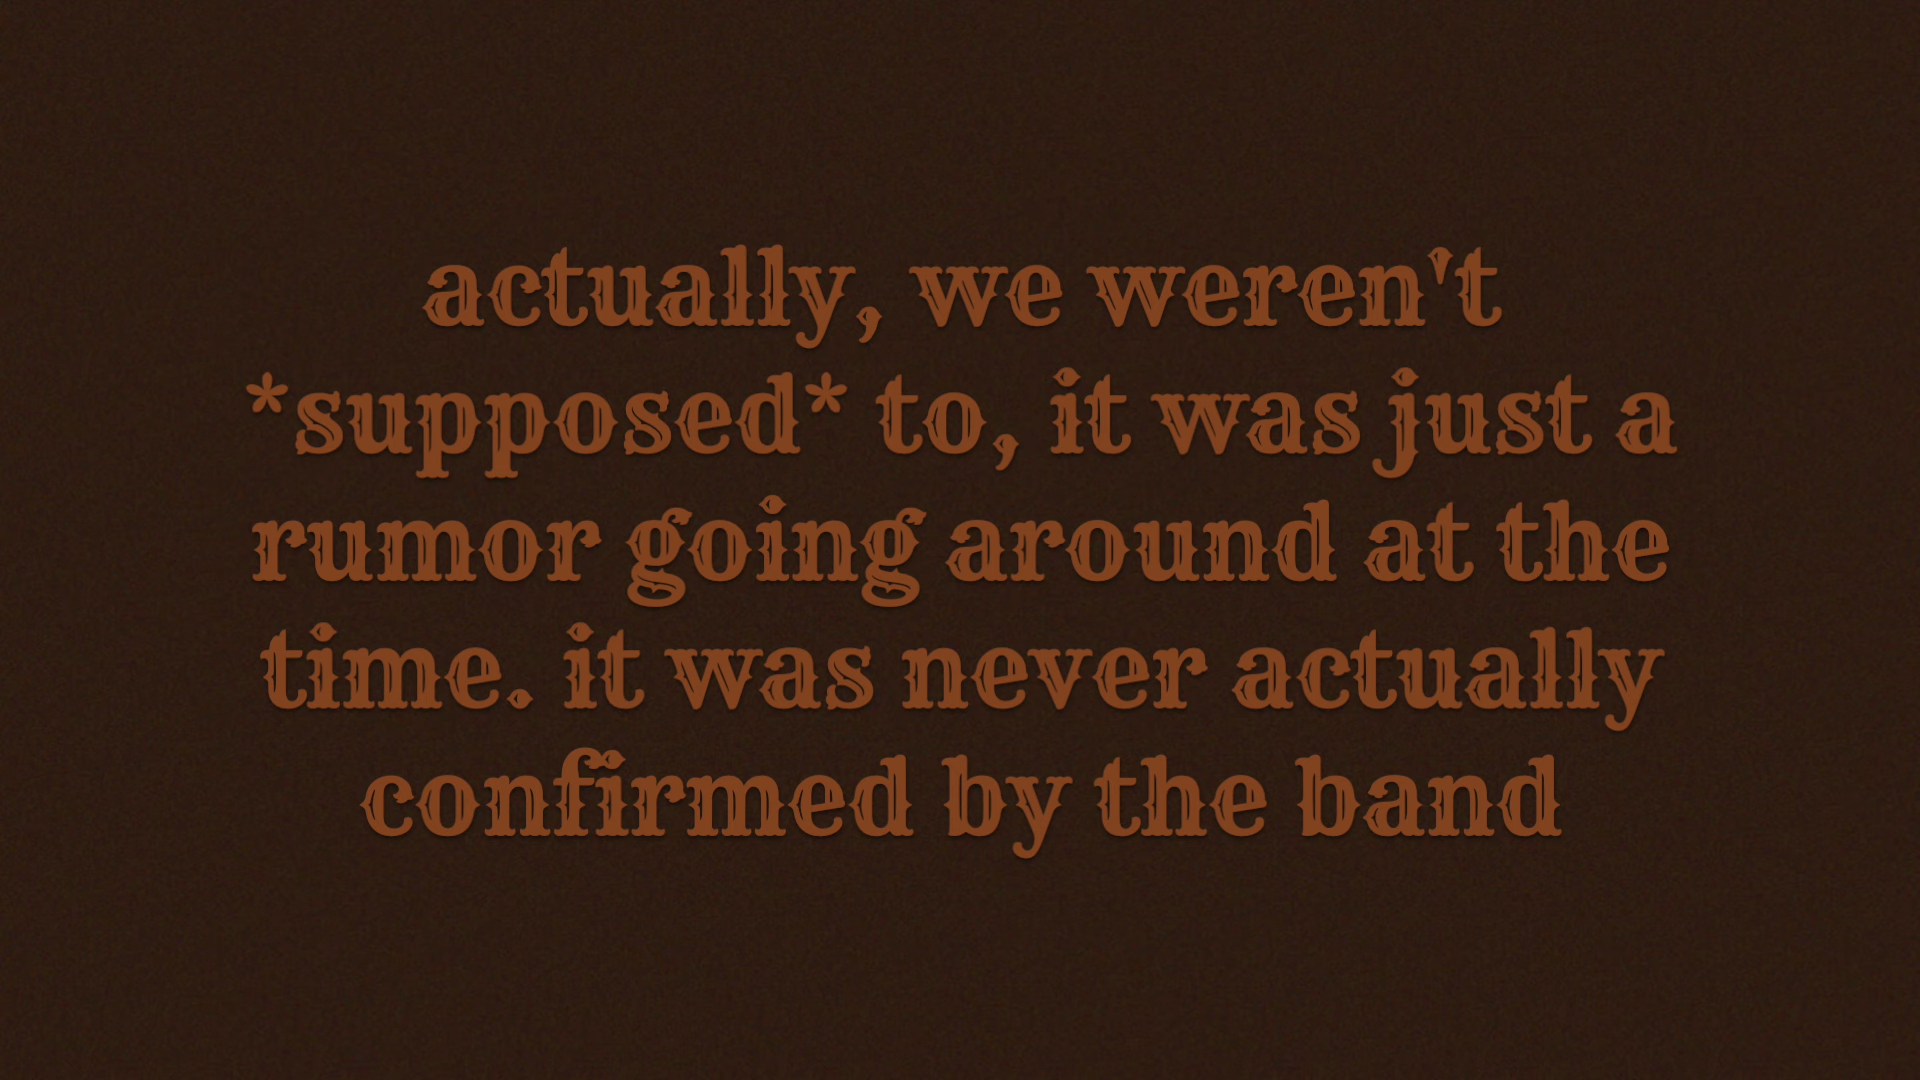 actually, we weren't
*supposed* to, it was just a
rumor going around at the
time. it was never actually
confirmed by the band